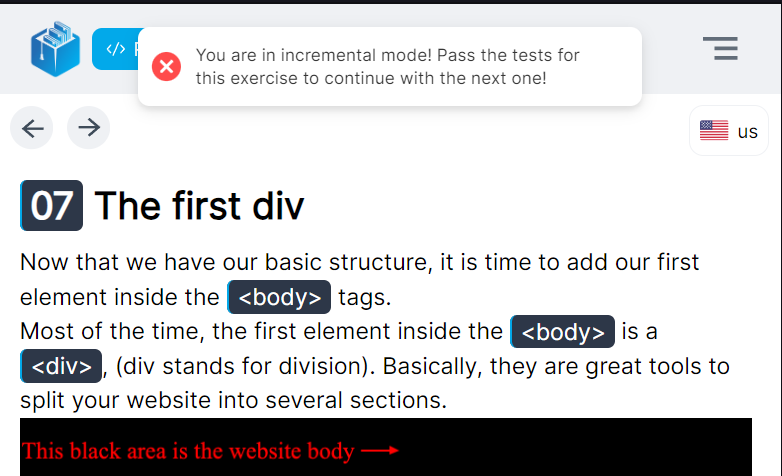 </>
You are in incremental mode! Pass the tests for
this exercise to continue with the next one!
us
07 The first div
Now that we have our basic structure, it is time to add our first
element inside the <body> tags.
Most of the time, the first element inside the <body> is a
<div>, (div stands for division). Basically, they are great tools to
split your website into several sections.
This black area is the website body